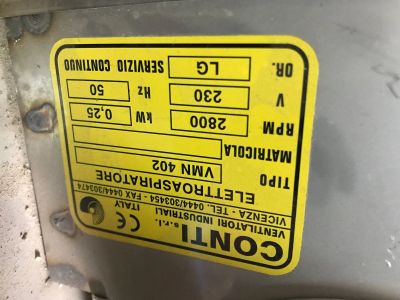 CONTI s.r.l. CE ITALY
VENTILATORI INDUSTRIALI
VICENZA - TEL. 0444/303454 - FAX 0444/303474
ELETTROASPIRATORE
TIPO VMN 402
MATRICOLA
RPM 2800 kW 0,25
V 230 Hz 50
OR. LG SERVIZIO CONTINUO